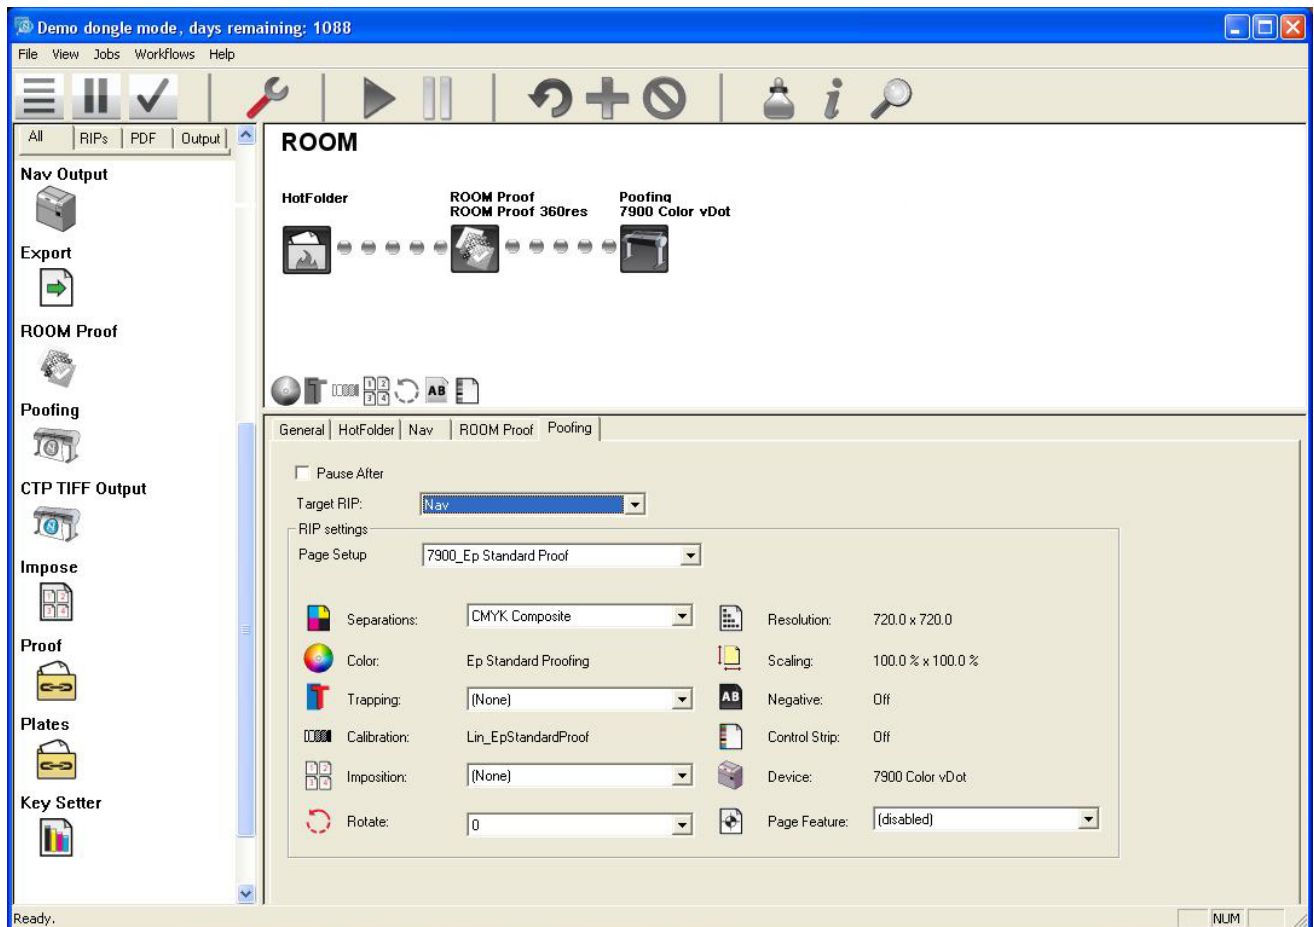 Demo dongle mode, days remaining: 1088
File View Jobs Workflows Help
All RIPs PDF Output
Nav Output
Export
ROOM Proof
Poofing
CTP TIFF Output
Impose
Proof
Plates
Key Setter
ROOM
HotFolder
ROOM Proof
ROOM Proof 360res
Poofing
7900 Color vDot
1 2
3 4
AB
General HotFolder Nav ROOM Proof Poofing
Pause After
Target RIP: Nav
RIP settings
Page Setup 7900_Ep Standard Proof
Separations: CMYK Composite Resolution: 720.0 x 720.0
Color: Ep Standard Proofing Scaling: 100.0 % x 100.0 %
Trapping: (None) AB Negative: Off
Calibration: Lin_EpStandardProof Control Strip: Off
Imposition: (None) Device: 7900 Color vDot
Rotate: 0 Page Feature: (disabled)
Ready. NUM